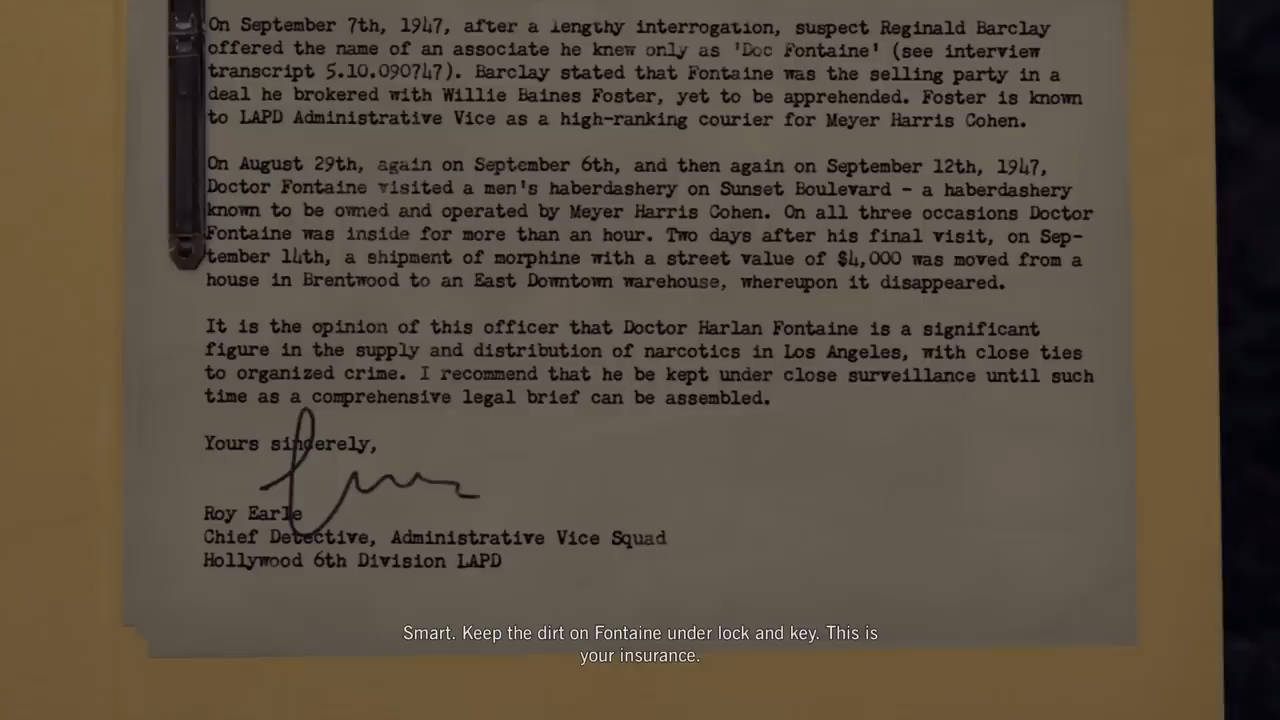 On September 7th, 1947, after a lengthy interrogation, suspect Reginald Barclay
offered the name of an associate he knew only as 'Doc Fontaine' (see interview
transcript 5.10.090747). Barclay stated that Fontaine was the selling party in a
deal he brokered with Willie Baines Foster, yet to be apprehended. Foster is known
to LAPD Administrative Vice as a high-ranking courier for Meyer Harris Cohen.
On August 29th, again on September 6th, and then again on September 12th, 1947,
Doctor Fontaine visited a men's haberdashery on Sunset Boulevard - a haberdashery
known to be owned and operated by Meyer Harris Cohen. On all three occasions Doctor
Fontaine was inside for more than an hour. Two days after his final visit, on Sep-
tember 14th, a shipment of morphine with a street value of $4,000 was moved from a
house in Brentwood to an East Downtown warehouse, whereupon it disappeared.
It is the opinion of this officer that Doctor Harlan Fontaine is a significant
figure in the supply and distribution of narcotics in Los Angeles, with close ties
to organized crime. I recommend that he be kept under close surveillance until such
time as a comprehensive legal brief can be assembled.
Yours sincerely,
Roy Earle
Chief Detective, Administrative Vice Squad
Hollywood 6th Division LAPD
Smart. Keep the dirt on Fontaine under lock and key. This is
your insurance.